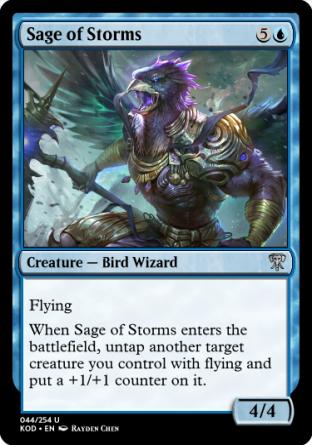 Sage of Storms 5
Creature — Bird Wizard
Flying
When Sage of Storms enters the
battlefield, untap another target
creature you control with flying and
put a +1/+1 counter on it.
4/4
044/254 U
KOD • EN Rayden Chen